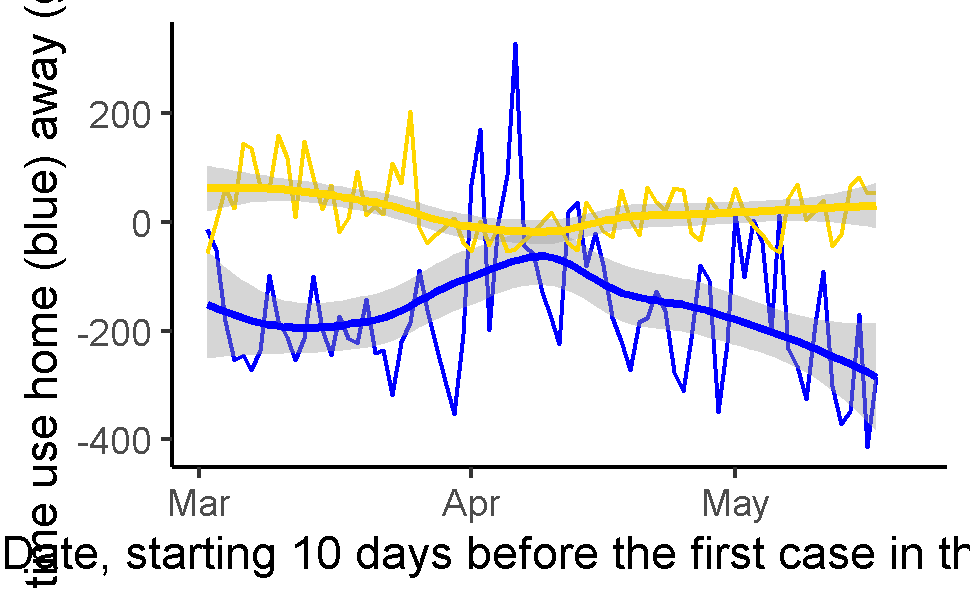 time use home (blue) away (
200
0
-200
-400
Mar Apr May
Date, starting 10 days before the first case in th